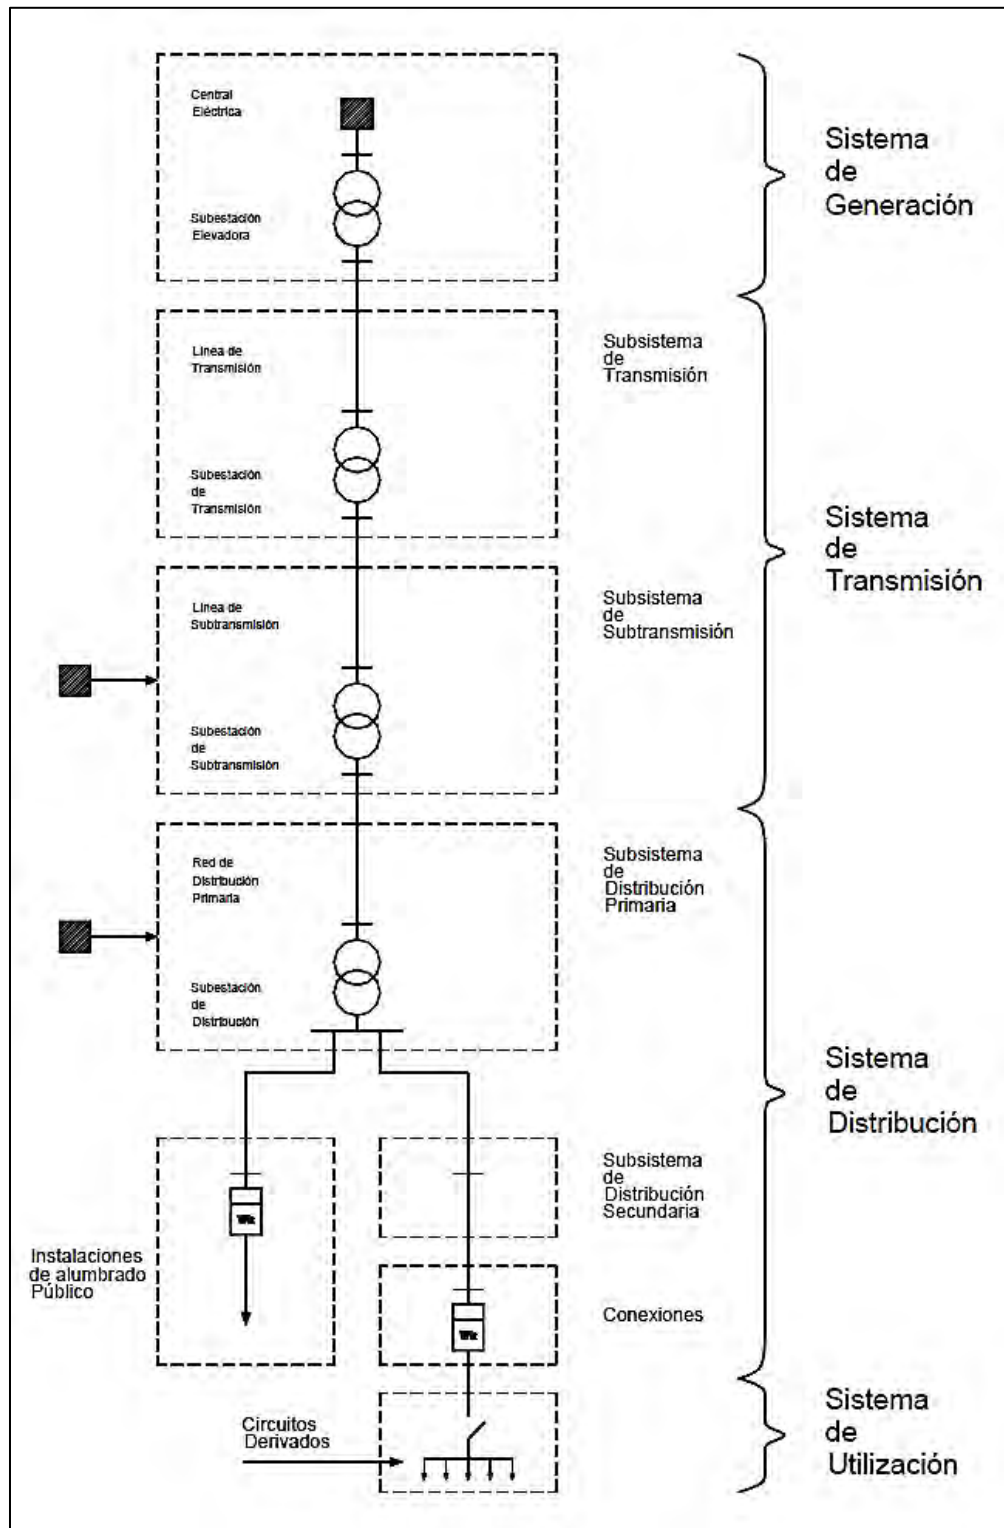 Central
Eléctrica
Subestación
Elevadora
Sistema
de
Generación
Línea de
Transmisión
Subestación
de
Transmisión
Subsistema
de
Transmisión
Línea de
Subtransmisión
Subestación
de
Subtransmisión
Subsistema
de
Subtransmisión
Sistema
de
Transmisión
Red de
Distribución
Primaria
Subestación
de
Distribución
Subsistema
de
Distribución
Primaria
Instalaciones
de alumbrado
Público
Subsistema
de
Distribución
Secundaria
Conexiones
Sistema
de
Distribución
Circuitos
Derivados
Sistema
de
Utilización